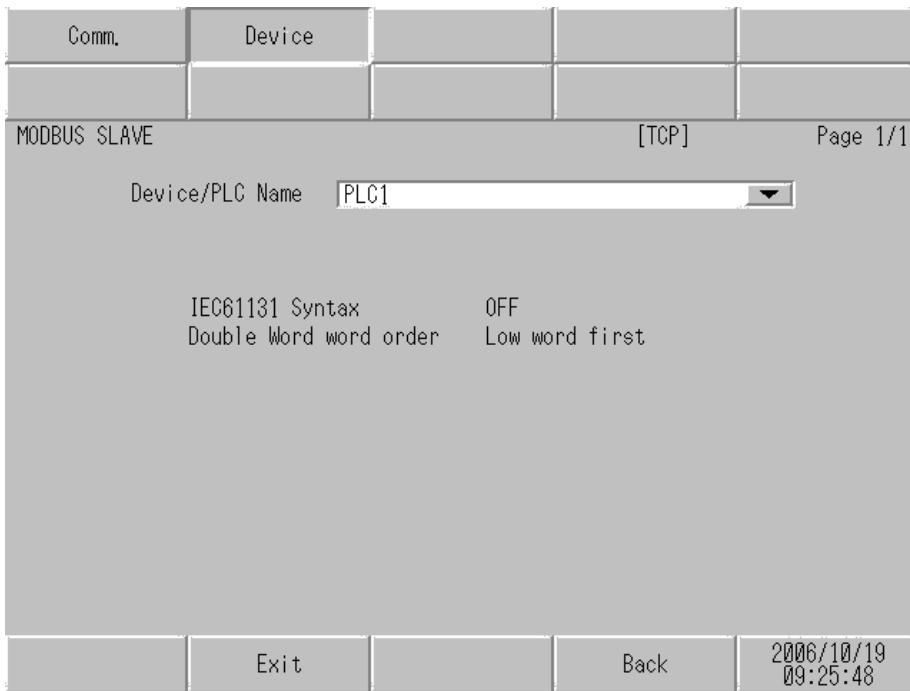 Comm. Device
MODBUS SLAVE [TCP] Page 1/1
Device/PLC Name PLC1
IEC61131 Syntax OFF
Double Word word order Low word first
Exit Back 2006/10/19
09:25:48